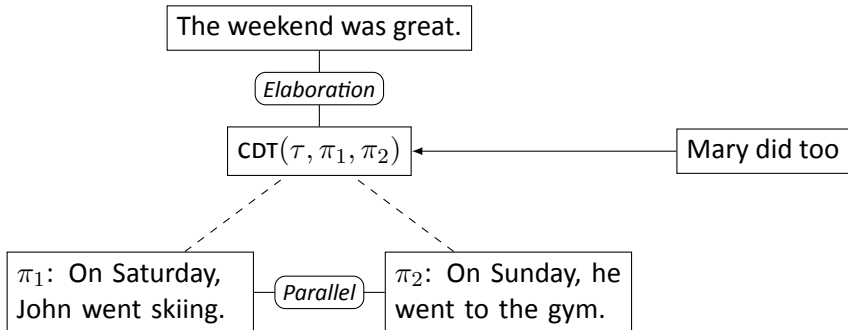 The weekend was great.
Elaboration
CDT(τ, π₁, π₂)
Mary did too
π₁: On Saturday,
John went skiing.
Parallel
π₂: On Sunday, he
went to the gym.